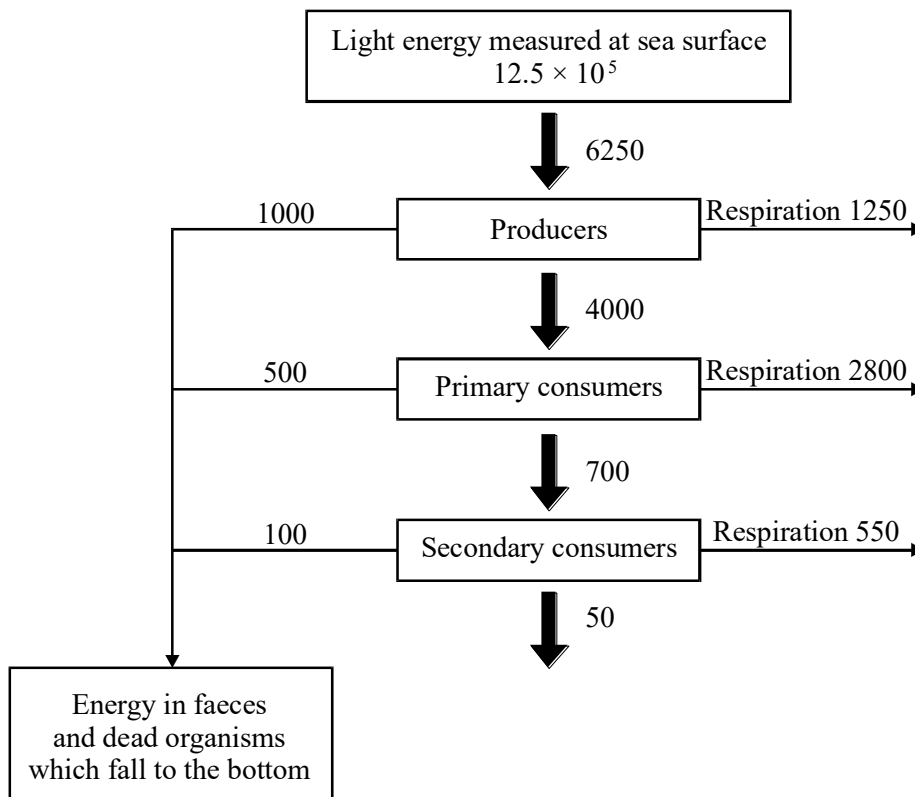 Light energy measured at sea surface
12.5 × 10⁵
6250
1000
Producers
Respiration 1250
4000
500
Primary consumers
Respiration 2800
700
100
Secondary consumers
Respiration 550
50
Energy in faeces
and dead organisms
which fall to the bottom